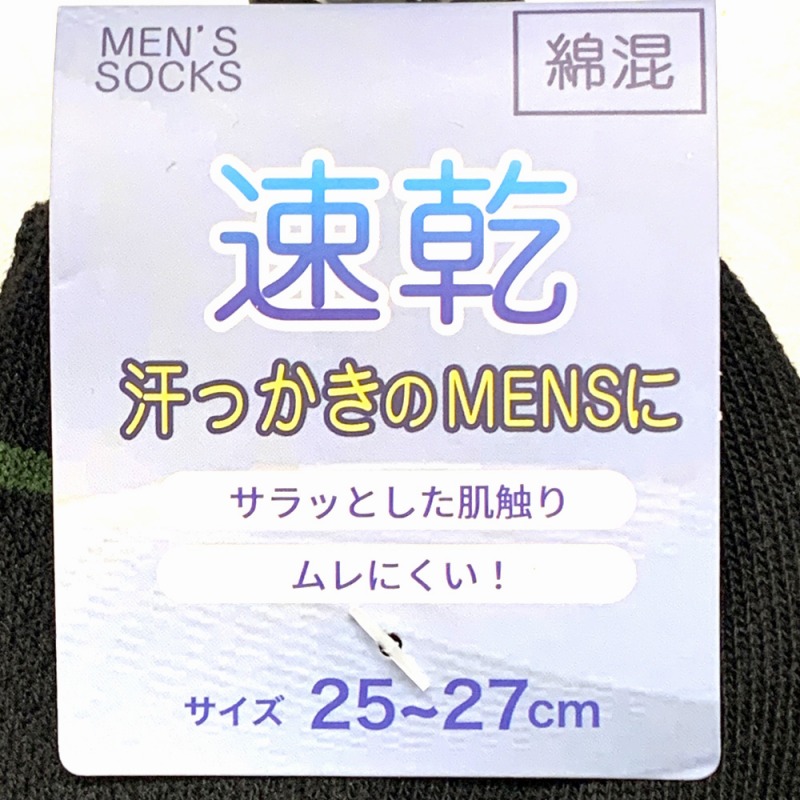 MEN'S
SOCKS
綿混
速乾
汗っかきのMENSに
サラッとした肌触り
ムレにくい！
サイズ 25~27cm